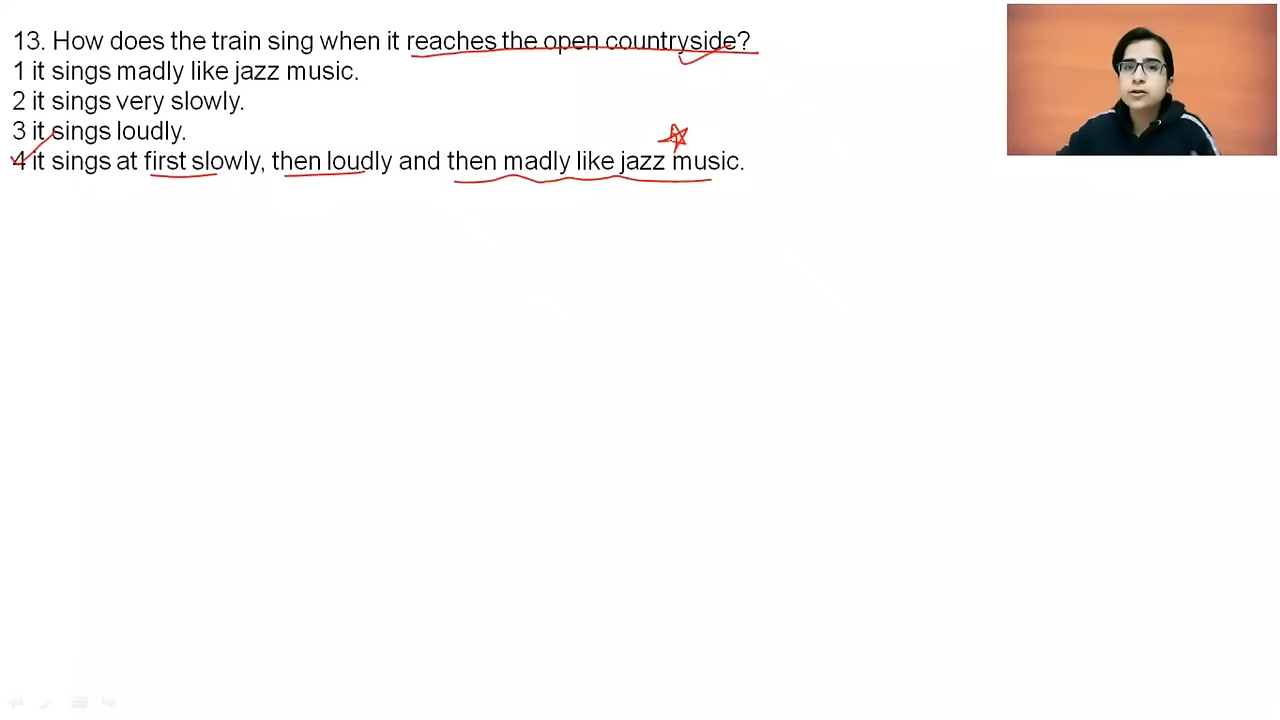 13. How does the train sing when it reaches the open countryside?
1 it sings madly like jazz music.
2 it sings very slowly.
3 it sings loudly.
4 it sings at first slowly, then loudly and then madly like jazz music.